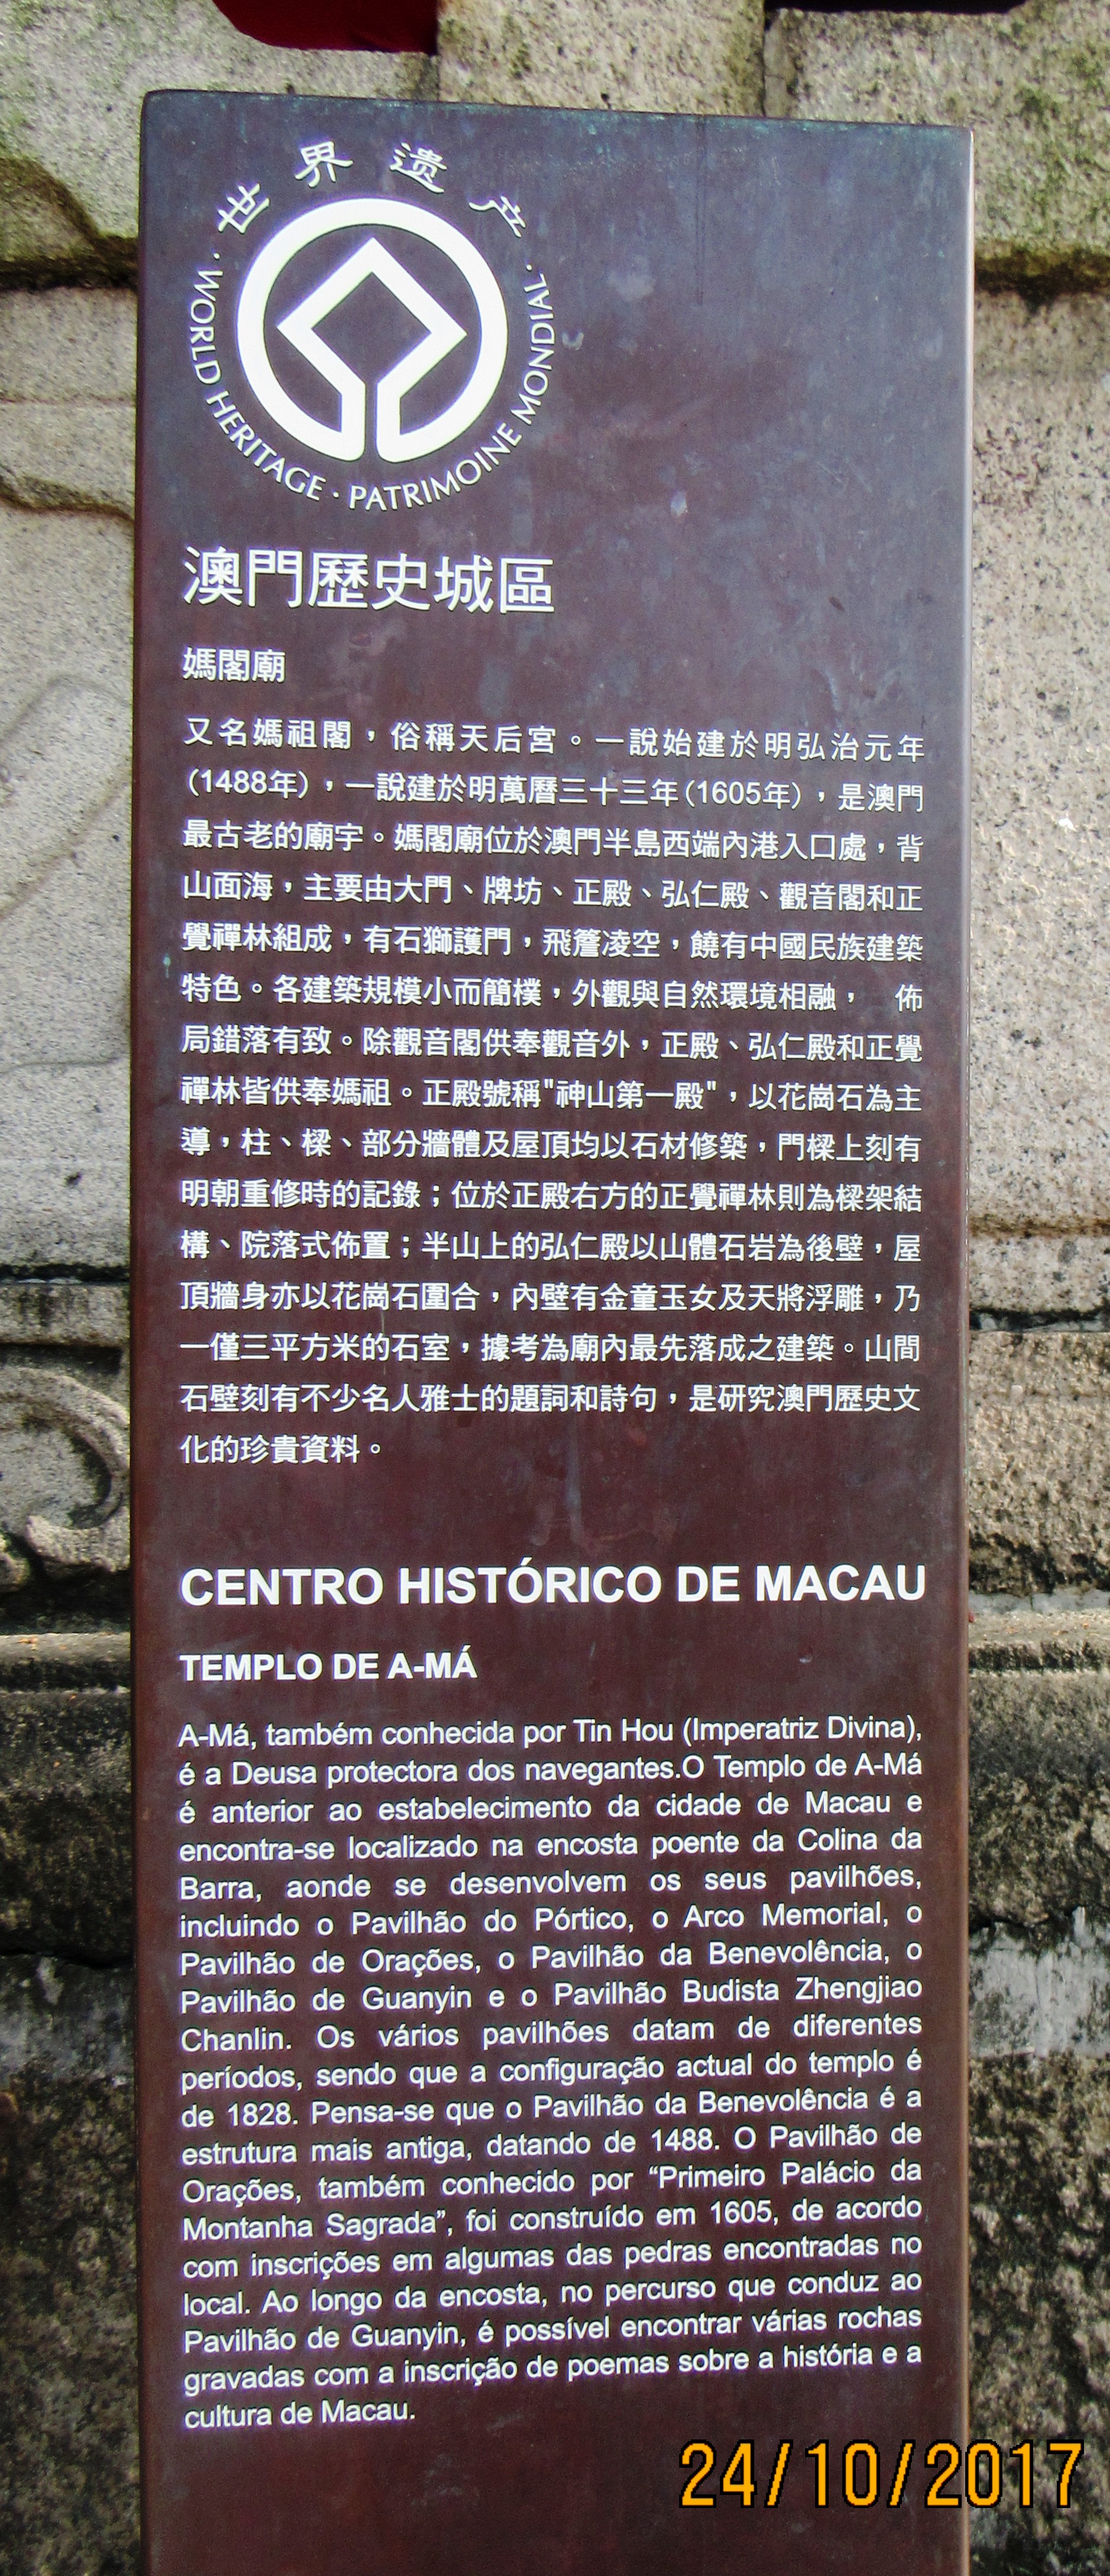 世界遗产
· WORLD HERITAGE · PATRIMOINE MONDIAL ·
澳門歷史城區
媽閣廟
又名媽祖閣，俗稱天后宮。一說始建於明弘治元年
(1488年)，一說建於明萬曆三十三年(1605年)，是澳門
最古老的廟宇。媽閣廟位於澳門半島西端內港入口處，背
山面海，主要由大門、牌坊、正殿、弘仁殿、觀音閣和正
覺禪林組成，有石獅護門，飛簷凌空，饒有中國民族建築
特色。各建築規模小而簡樸，外觀與自然環境相融， 佈
局錯落有致。除觀音閣供奉觀音外，正殿、弘仁殿和正覺
禪林皆供奉媽祖。正殿號稱"神山第一殿"，以花崗石為主
導，柱、樑、部分牆體及屋頂均以石材修築，門樑上刻有
明朝重修時的記錄；位於正殿右方的正覺禪林則為樑架結
構、院落式佈置；半山上的弘仁殿以山體石岩為後壁，屋
頂牆身亦以花崗石圍合，內壁有金童玉女及天將浮雕，乃
一僅三平方米的石室，據考為廟內最先落成之建築。山間
石壁刻有不少名人雅士的題詞和詩句，是研究澳門歷史文
化的珍貴資料。
CENTRO HISTÓRICO DE MACAU
TEMPLO DE A-MÁ
A-Má, também conhecida por Tin Hou (Imperatriz Divina),
é a Deusa protectora dos navegantes.O Templo de A-Má
é anterior ao estabelecimento da cidade de Macau e
encontra-se localizado na encosta poente da Colina da
Barra, aonde se desenvolvem os seus pavilhões,
incluindo o Pavilhão do Pórtico, o Arco Memorial, o
Pavilhão de Orações, o Pavilhão da Benevolência, o
Pavilhão de Guanyin e o Pavilhão Budista Zhengjiao
Chanlin. Os vários pavilhões datam de diferentes
períodos, sendo que a configuração actual do templo é
de 1828. Pensa-se que o Pavilhão da Benevolência é a
estrutura mais antiga, datando de 1488. O Pavilhão de
Orações, também conhecido por “Primeiro Palácio da
Montanha Sagrada”, foi construído em 1605, de acordo
com inscrições em algumas das pedras encontradas no
local. Ao longo da encosta, no percurso que conduz ao
Pavilhão de Guanyin, é possível encontrar várias rochas
gravadas com a inscrição de poemas sobre a história e a
cultura de Macau.
24/10/2017